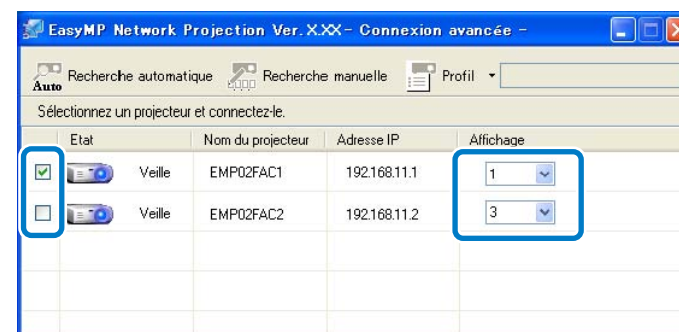 EasyMP Network Projection Ver. X.XX - Connexion avancée -
Auto Recherche automatique Recherche manuelle Profil
Sélectionnez un projecteur et connectez-le.
Etat Nom du projecteur Adresse IP Affichage
Veille EMP02FAC1 192.168.11.1 1
Veille EMP02FAC2 192.168.11.2 3